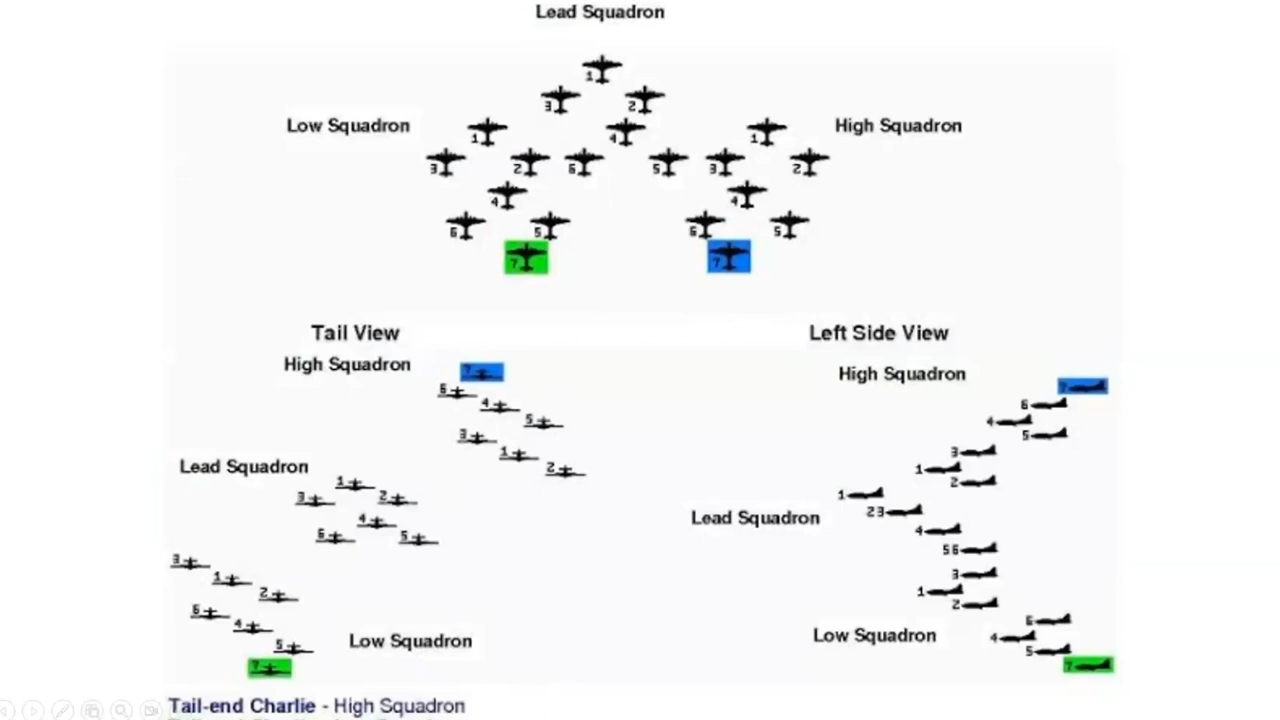 Lead Squadron
1
3 2
Low Squadron
High Squadron
1 4 1
3 2 6 5 3 2
4 4
6 5 6 5
7 7
Tail View
High Squadron
7
6
4
5
3
1
2
Lead Squadron
1
3 2
4
6 5
3
1
2
6
4
5
7
Low Squadron
Left Side View
High Squadron
7
6
4
5
3
1
2
Lead Squadron
1
23
4
56
3
1
2
Low Squadron
6
4
5
7
Tail-end Charlie - High Squadron